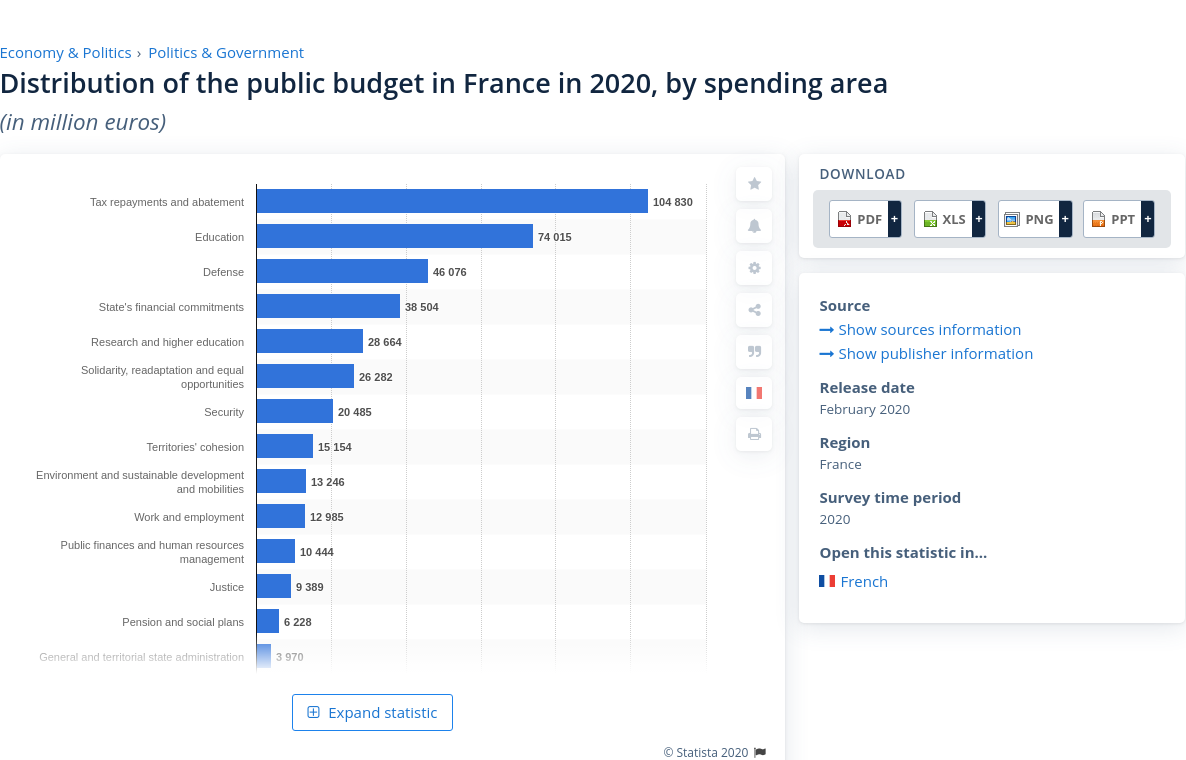 Economy & Politics › Politics & Government
Distribution of the public budget in France in 2020, by spending area
(in million euros)
Tax repayments and abatement 104 830
Education 74 015
Defense 46 076
State's financial commitments 38 504
Research and higher education 28 664
Solidarity, readaptation and equal
opportunities 26 282
Security 20 485
Territories' cohesion 15 154
Environment and sustainable development
and mobilities 13 246
Work and employment 12 985
Public finances and human resources
management 10 444
Justice 9 389
Pension and social plans 6 228
General and territorial state administration 3 970
Expand statistic
© Statista 2020
DOWNLOAD
PDF + XLS + PNG + PPT +
Source
Show sources information
Show publisher information
Release date
February 2020
Region
France
Survey time period
2020
Open this statistic in...
French